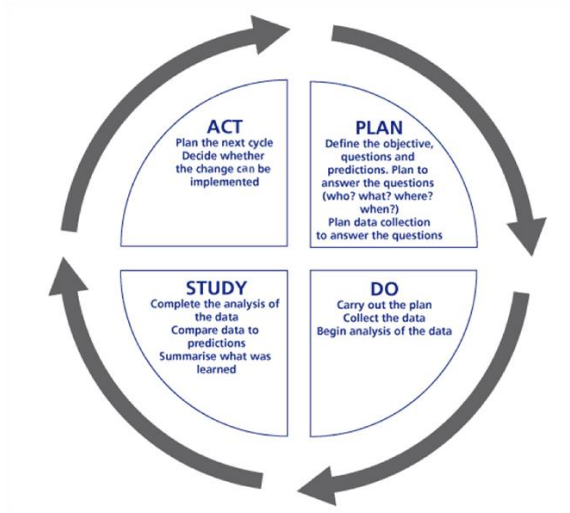 ACT
Plan the next cycle
Decide whether
the change can be
implemented
PLAN
Define the objective,
questions and
predictions. Plan to
answer the questions
(who? what? where?
when?)
Plan data collection
to answer the questions
STUDY
Complete the analysis of
the data
Compare data to
predictions
Summarise what was
learned
DO
Carry out the plan
Collect the data
Begin analysis of the data